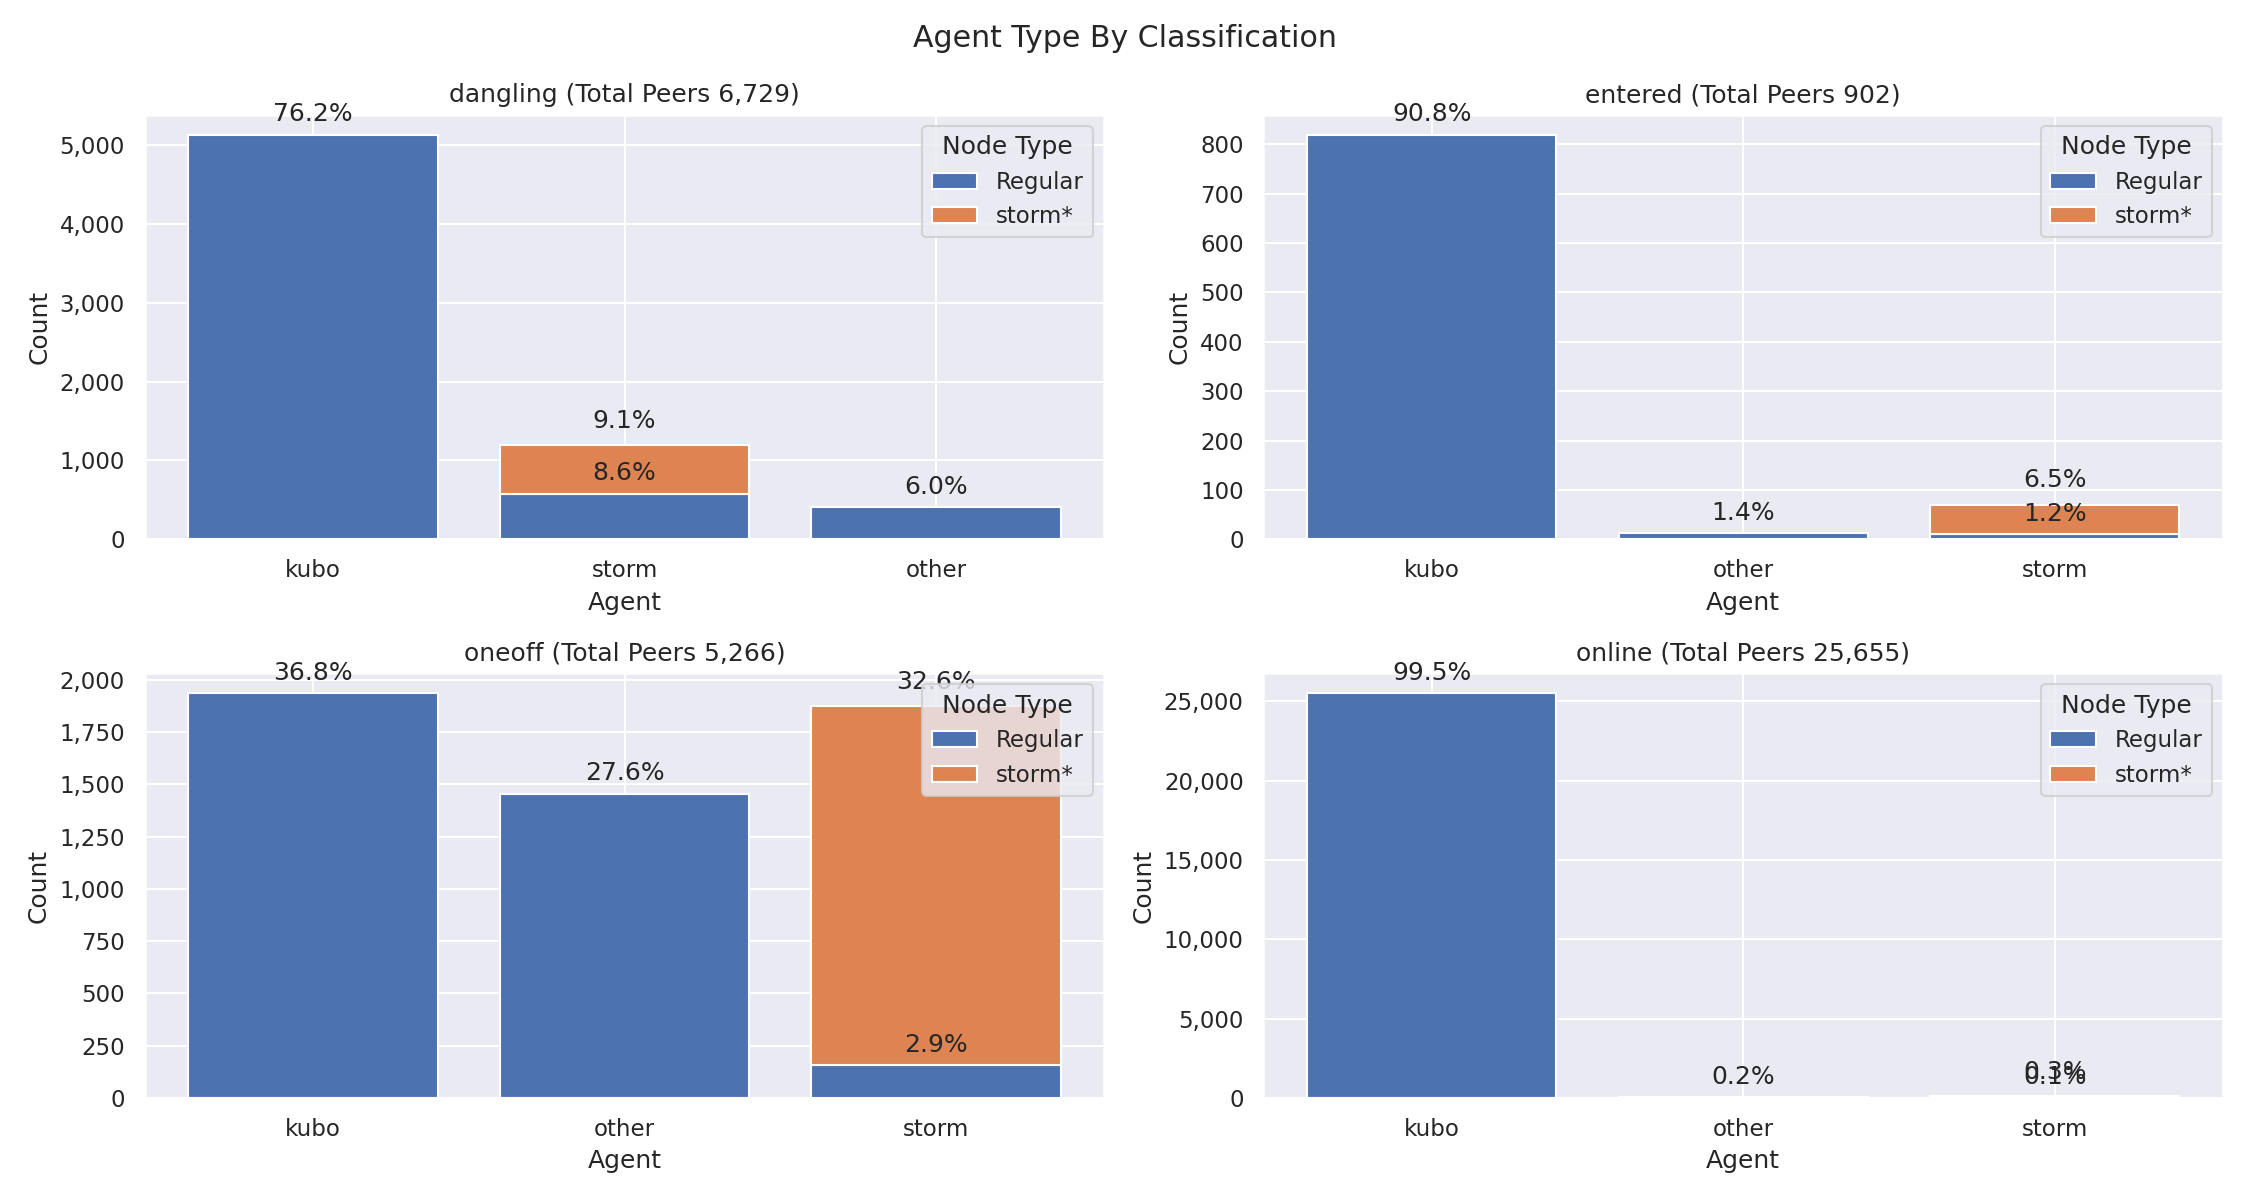 Agent Type By Classification
dangling (Total Peers 6,729)
76.2%
9.1%
8.6%
6.0%
Node Type
Regular
storm*
Count
5,000
4,000
3,000
2,000
1,000
0
kubo
storm
other
Agent
entered (Total Peers 902)
90.8%
1.4%
6.5%
1.2%
Node Type
Regular
storm*
Count
800
700
600
500
400
300
200
100
0
kubo
other
storm
Agent
oneoff (Total Peers 5,266)
36.8%
27.6%
32.6%
2.9%
Node Type
Regular
storm*
Count
2,000
1,750
1,500
1,250
1,000
750
500
250
0
kubo
other
storm
Agent
online (Total Peers 25,655)
99.5%
0.2%
0.3%
0.1%
Node Type
Regular
storm*
Count
25,000
20,000
15,000
10,000
5,000
0
kubo
other
storm
Agent